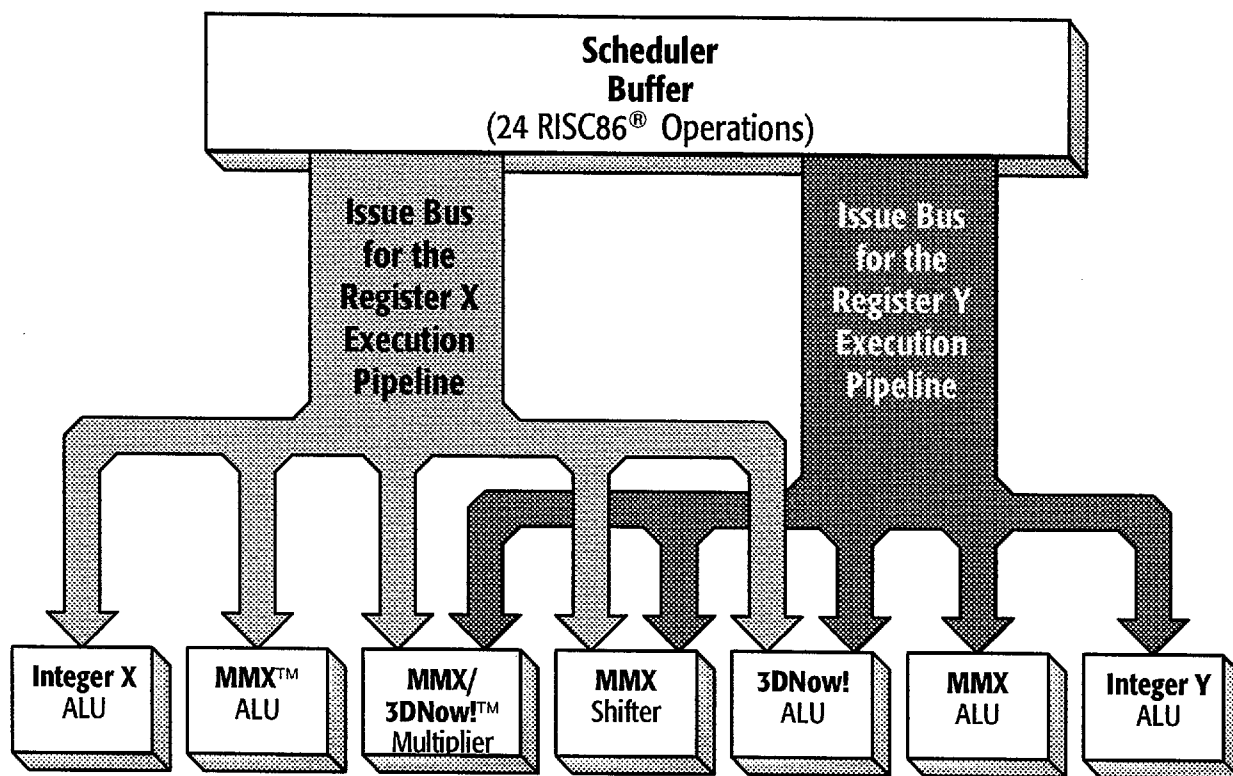 Scheduler
Buffer
(24 RISC86® Operations)
Issue Bus
for the
Register X
Execution
Pipeline
Issue Bus
for the
Register Y
Execution
Pipeline
Integer X
ALU
MMX™
ALU
MMX/
3DNow!™
Multiplier
MMX
Shifter
3DNow!
ALU
MMX
ALU
Integer Y
ALU